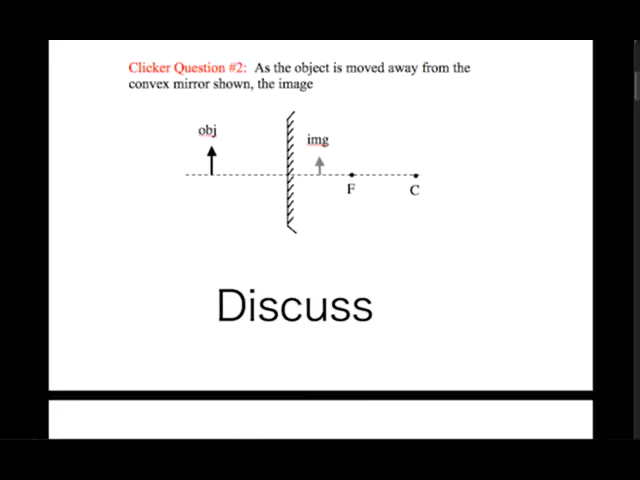 Clicker Question #2: As the object is moved away from the
convex mirror shown, the image
obj
img
F
C
Discuss